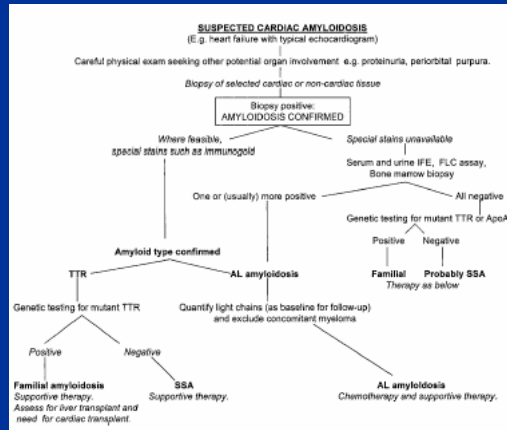 SUSPECTED CARDIAC AMYLOIDOSIS
(E.g. heart failure with typical echocardiogram)
Careful physical exam seeking other potential organ involvement e.g. proteinuria, periorbital purpura.
Biopsy of selected cardiac or non-cardiac tissue
Biopsy positive:
AMYLOIDOSIS CONFIRMED
Where feasible,
special stains such as immunogold
Special stains unavailable
Serum and urine IFE, FLC assay,
Bone marrow biopsy
One or (usually) more positive
All negative
Genetic testing for mutant TTR or ApoA
Positive
Negative
Familial
Probably SSA
Therapy as below
Amyloid type confirmed
TTR
AL amyloidosis
Genetic testing for mutant TTR
Quantify light chains (as baseline for follow-up)
and exclude concomitant myeloma
Positive
Negative
Familial amyloidosis
Supportive therapy.
Assess for liver transplant and
need for cardiac transplant.
SSA
Supportive therapy.
AL amyloidosis
Chemotherapy and supportive therapy.